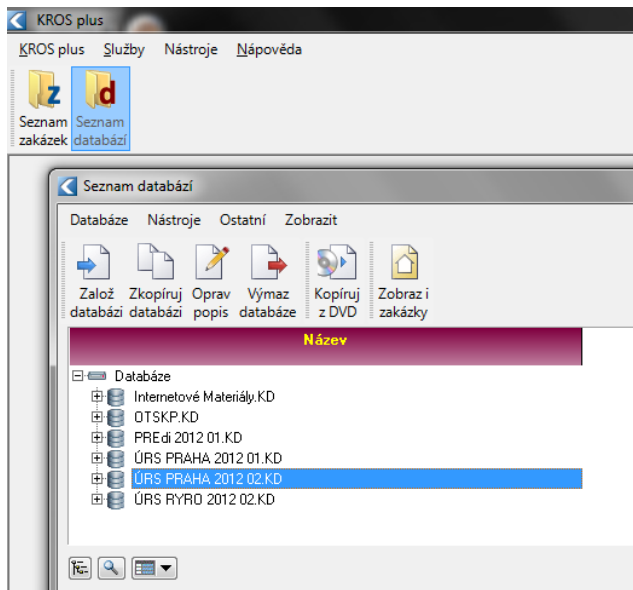 KROS plus
KROS plus Služby Nástroje Nápověda
Seznam zakázek
Seznam databází
Seznam databází
Databáze Nástroje Ostatní Zobrazit
Založ databázi
Zkopíruj databázi
Oprav popis
Výmaz databáze
Kopíruj z DVD
Zobraz i zakázky
Název
Databáze
Internetové Materiály.KD
OTSKP.KD
PREdi 2012 01.KD
ÚRS PRAHA 2012 01.KD
ÚRS PRAHA 2012 02.KD
ÚRS RYRO 2012 02.KD